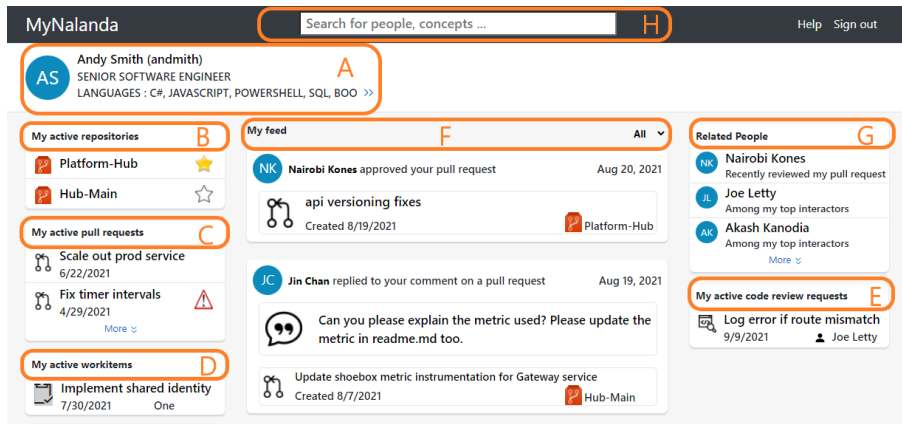 MyNalanda
Search for people, concepts ...
H
Help
Sign out
AS
Andy Smith (andmith)
A
SENIOR SOFTWARE ENGINEER
LANGUAGES : C#, JAVASCRIPT, POWERSHELL, SQL, BOO >>
My active repositories
B
Platform-Hub
Hub-Main
My active pull requests
C
Scale out prod service
6/22/2021
Fix timer intervals
4/29/2021
More
My active workitems
D
Implement shared identity
7/30/2021 One
My feed
F
All
NK
Nairobi Kones approved your pull request
Aug 20, 2021
api versioning fixes
Created 8/19/2021
Platform-Hub
JC
Jin Chan replied to your comment on a pull request
Aug 19, 2021
Can you please explain the metric used? Please update the
metric in readme.md too.
Update shoebox metric instrumentation for Gateway service
Created 8/7/2021
Hub-Main
Related People
G
NK
Nairobi Kones
Recently reviewed my pull request
JL
Joe Letty
Among my top interactors
AK
Akash Kanodia
Among my top interactors
More
My active code review requests
E
Log error if route mismatch
9/9/2021
Joe Letty